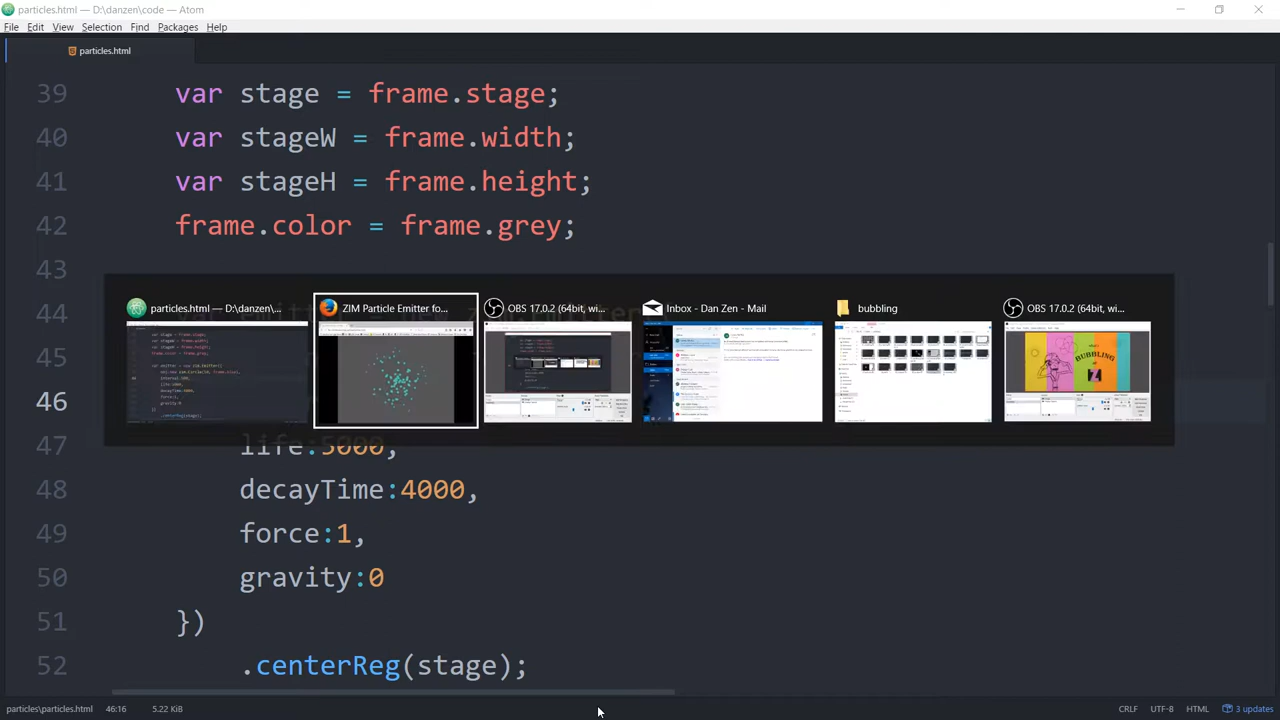 particles.html — D:\danzen\code — Atom
File Edit View Selection Find Packages Help
particles.html
39 var stage = frame.stage;
40 var stageW = frame.width;
41 var stageH = frame.height;
42 frame.color = frame.grey;
43
particles.html — D:\danzen\...
ZIM Particle Emitter fo...
OBS 17.0.2 (64bit, wi...
Inbox - Dan Zen - Mail
bubbling
OBS 17.0.2 (64bit, wi...
44
BUBBLING
46
47 life:5000,
48 decayTime:4000,
49 force:1,
50 gravity:0
51 })
52 .centerReg(stage);
particles\particles.html 46:16 5.22 KiB CRLF UTF-8 HTML 3 updates